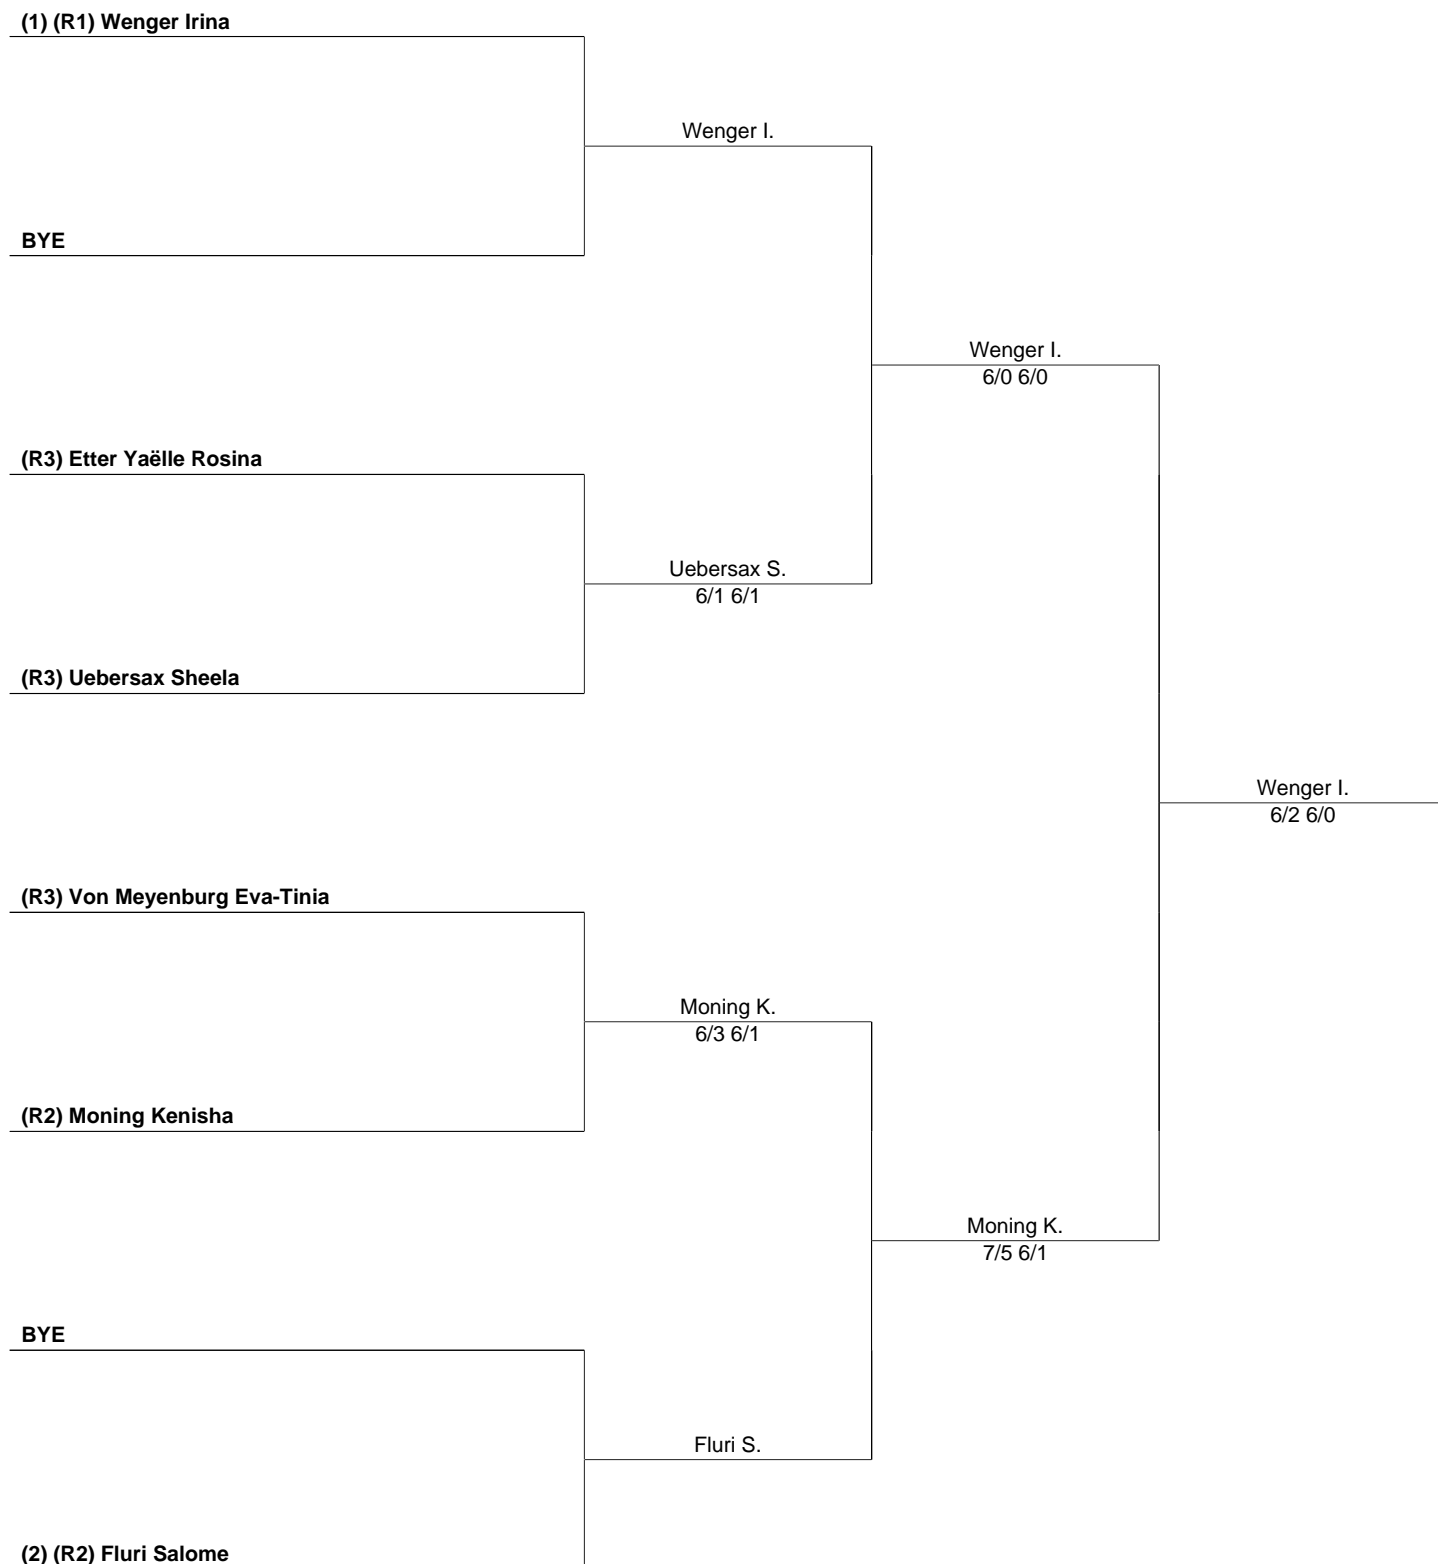 (1) (R1) Wenger Irina
Wenger I.
BYE
Wenger I.
6/0 6/0
(R3) Etter Yaëlle Rosina
Uebersax S.
6/1 6/1
(R3) Uebersax Sheela
Wenger I.
6/2 6/0
(R3) Von Meyenburg Eva-Tinia
Moning K.
6/3 6/1
(R2) Moning Kenisha
Moning K.
7/5 6/1
BYE
Fluri S.
(2) (R2) Fluri Salome